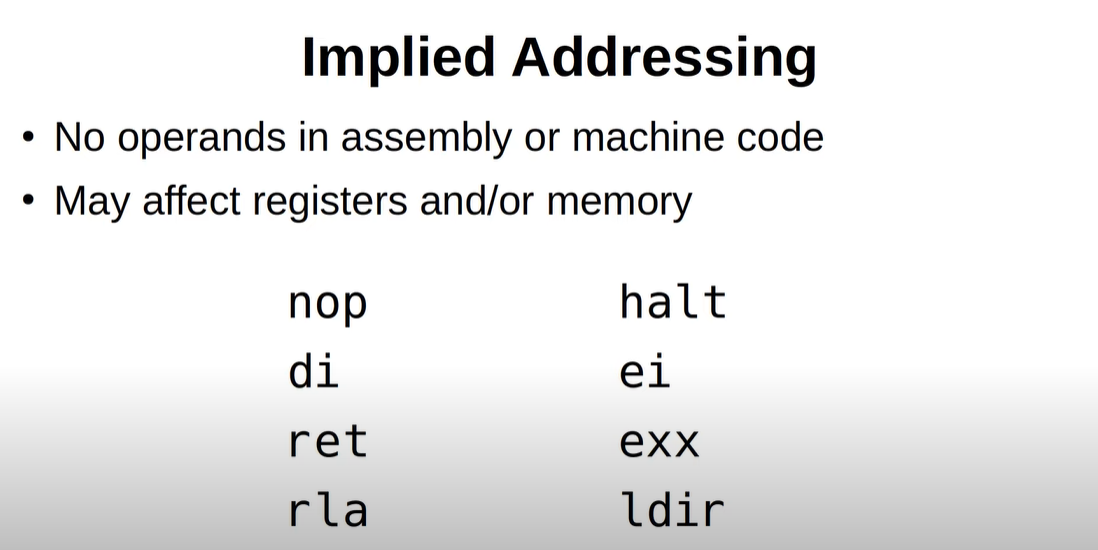 Implied Addressing
• No operands in assembly or machine code
• May affect registers and/or memory
nop halt
di ei
ret exx
rla ldir